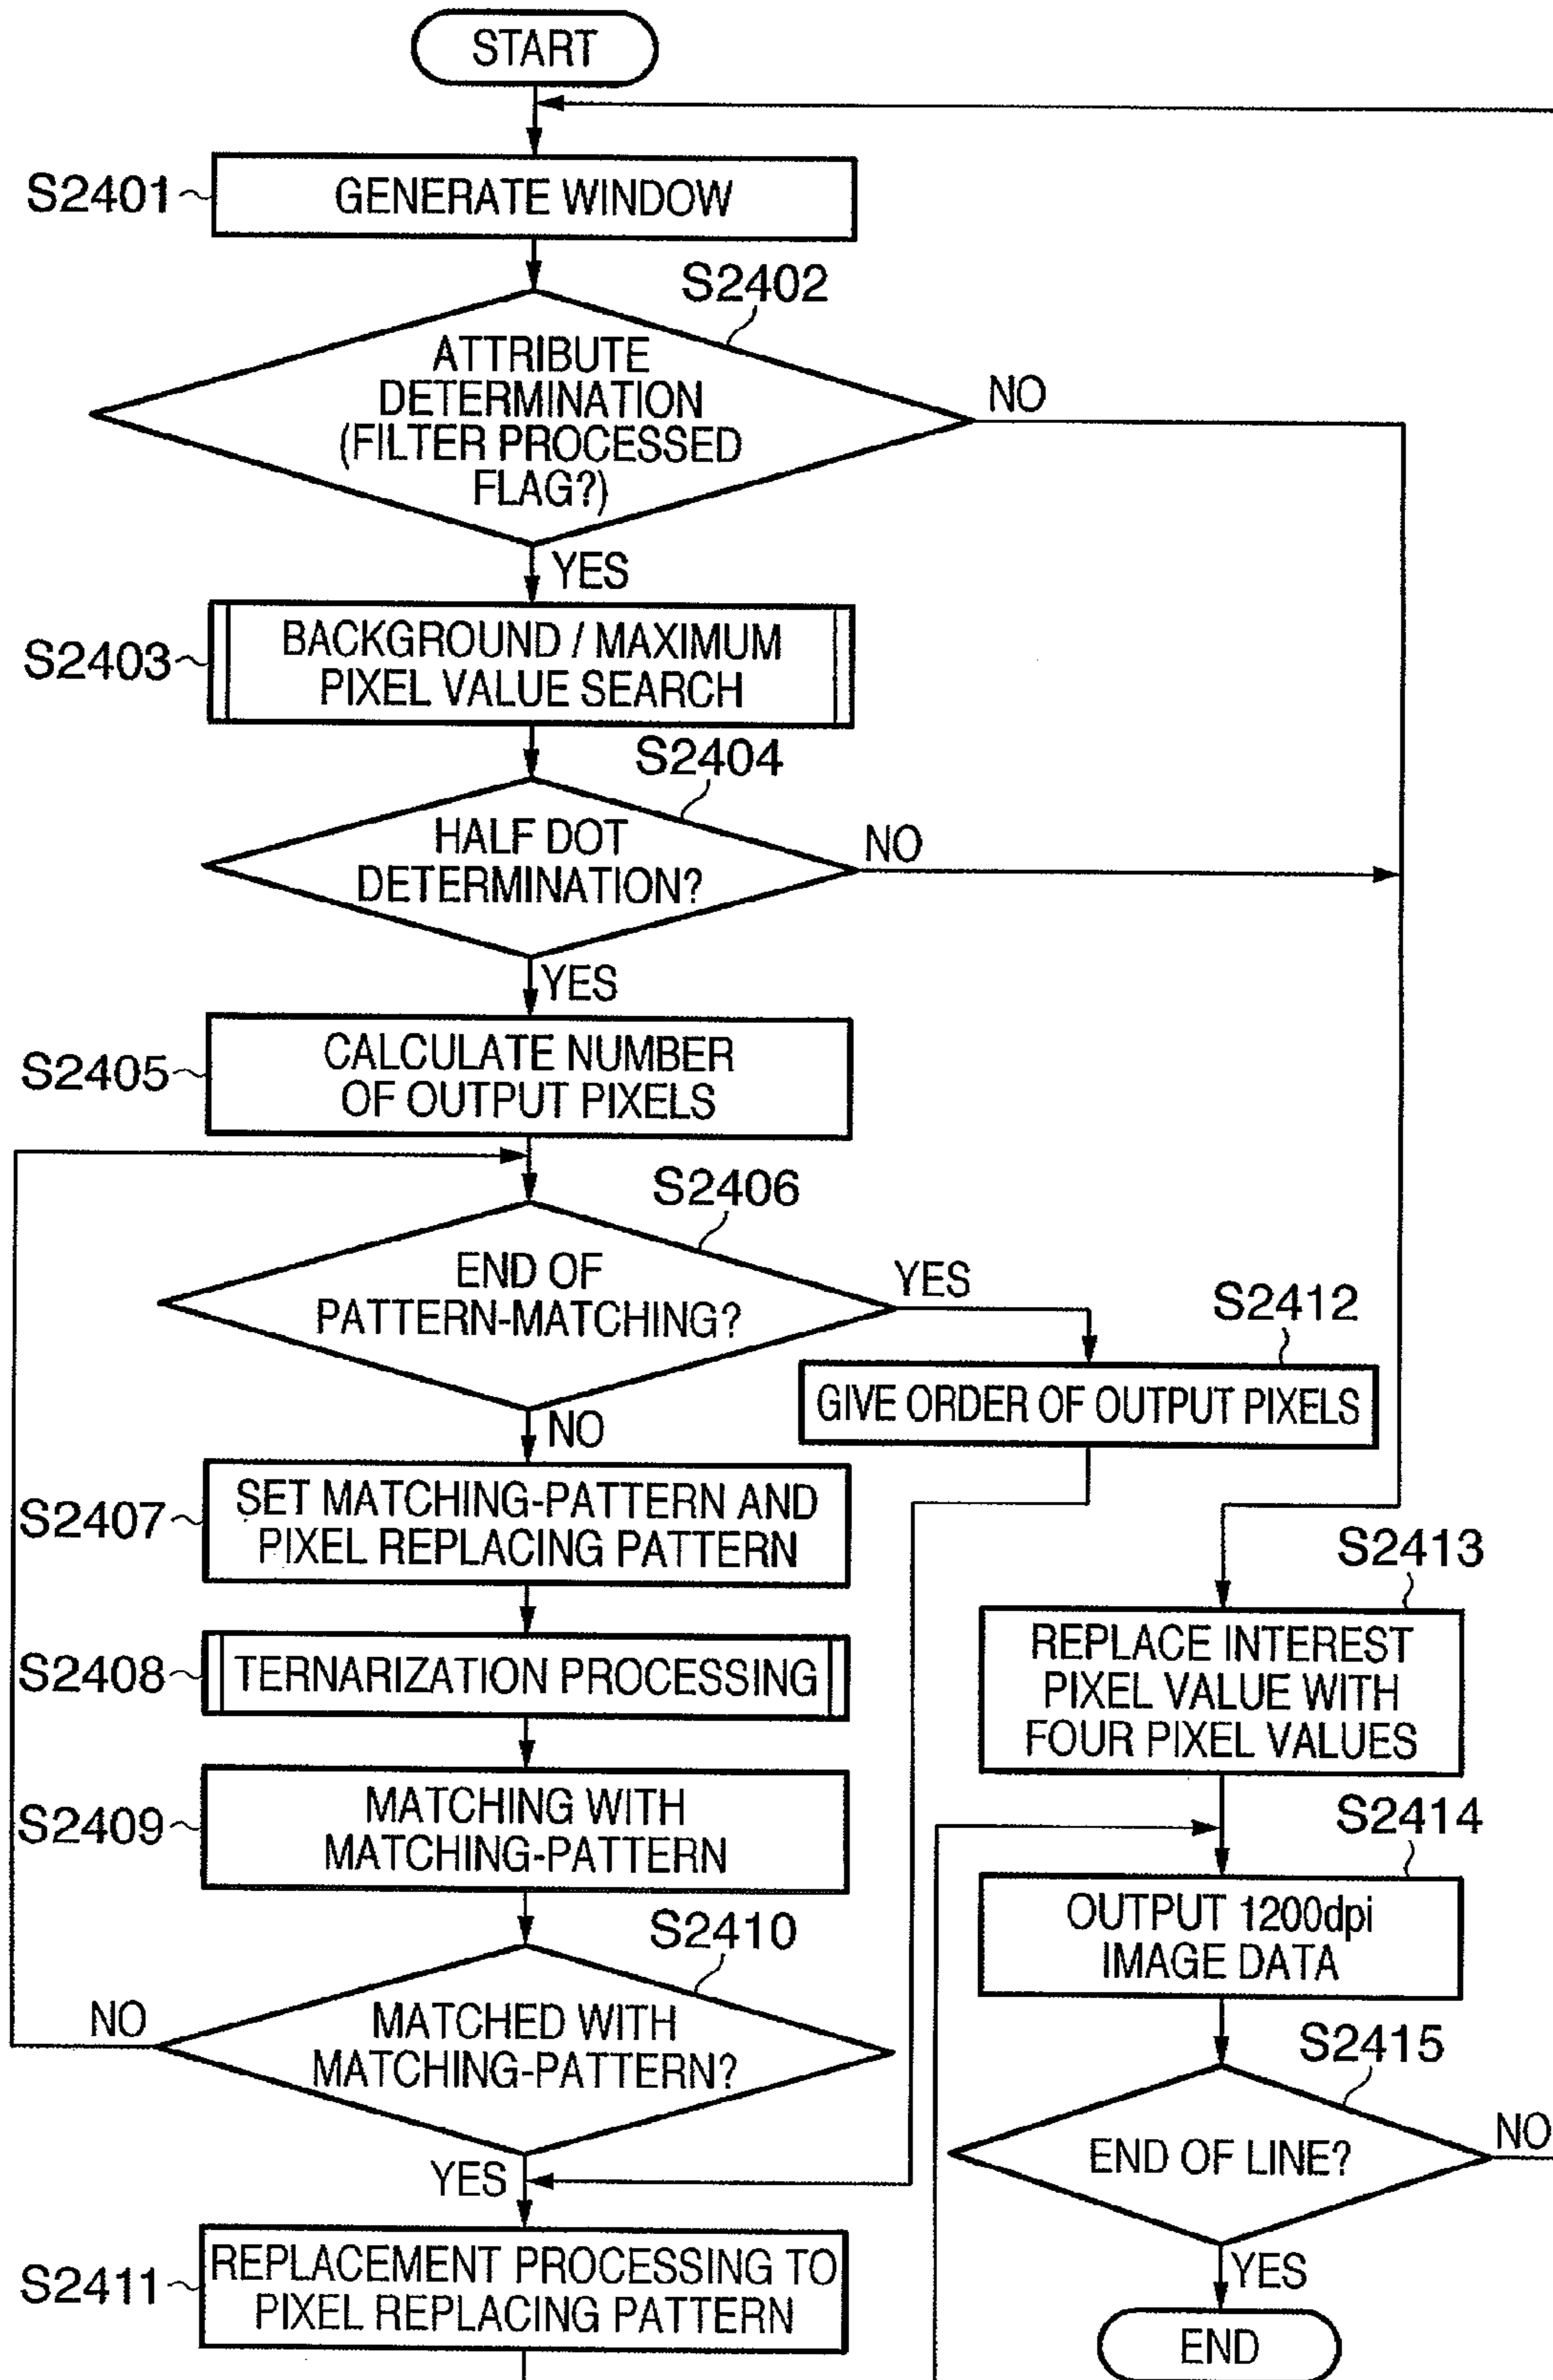 START
S2401
GENERATE WINDOW
S2402
ATTRIBUTE
DETERMINATION
(FILTER PROCESSED
FLAG?)
NO
YES
S2403
BACKGROUND / MAXIMUM
PIXEL VALUE SEARCH
S2404
HALF DOT
DETERMINATION?
NO
YES
S2405
CALCULATE NUMBER
OF OUTPUT PIXELS
S2406
END OF
PATTERN-MATCHING?
YES
S2412
GIVE ORDER OF OUTPUT PIXELS
NO
S2407
SET MATCHING-PATTERN AND
PIXEL REPLACING PATTERN
S2408
TERNARIZATION PROCESSING
S2409
MATCHING WITH
MATCHING-PATTERN
S2410
MATCHED WITH
MATCHING-PATTERN?
NO
YES
S2411
REPLACEMENT PROCESSING TO
PIXEL REPLACING PATTERN
S2413
REPLACE INTEREST
PIXEL VALUE WITH
FOUR PIXEL VALUES
S2414
OUTPUT 1200dpi
IMAGE DATA
S2415
END OF LINE?
NO
YES
END